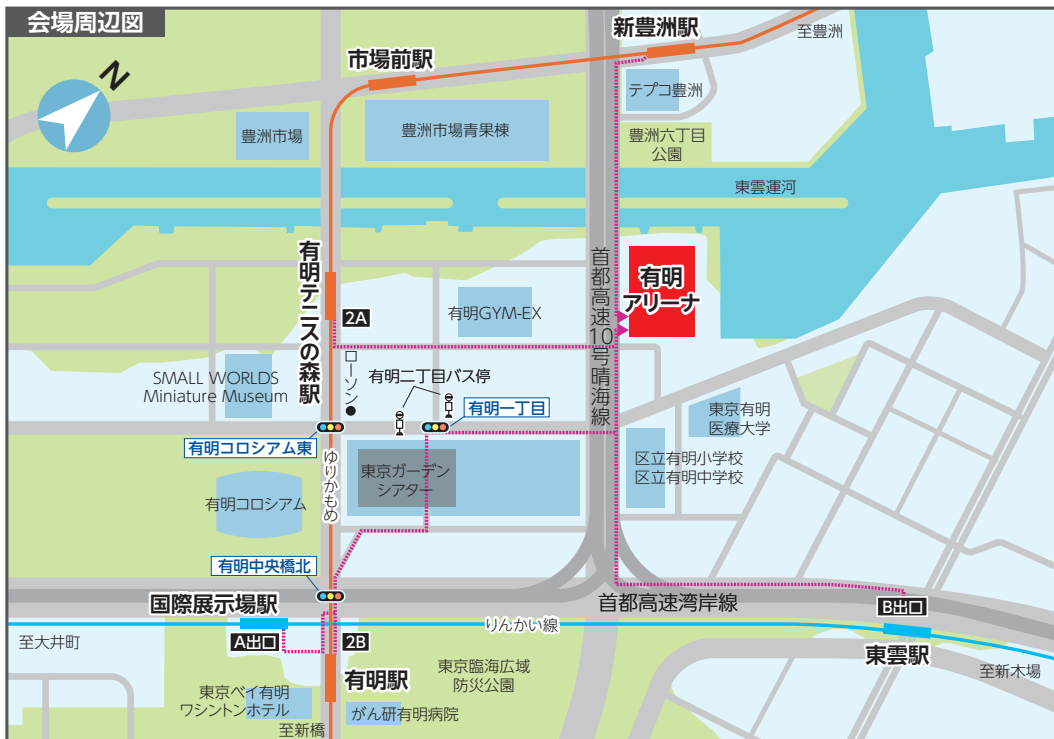 会場周辺図
N
新豊洲駅
至豊洲
市場前駅
テプコ豊洲
豊洲市場
豊洲市場青果棟
豊洲六丁目
公園
東雲運河
有明テニスの森駅
首都高速10号晴海線
有明
アリーナ
2A
有明GYM-EX
ローソン
SMALL WORLDS
Miniature Museum
有明二丁目バス停
有明一丁目
東京有明
医療大学
有明コロシアム東
ゆりかもめ
東京ガーデン
シアター
区立有明小学校
区立有明中学校
有明コロシアム
有明中央橋北
国際展示場駅
首都高速湾岸線
B出口
至大井町
A出口
2B
りんかい線
東雲駅
有明駅
東京臨海広域
防災公園
至新木場
東京ベイ有明
ワシントンホテル
がん研有明病院
至新橋